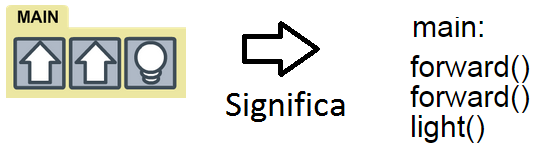 MAIN
Significa
main:
forward()
forward()
light()